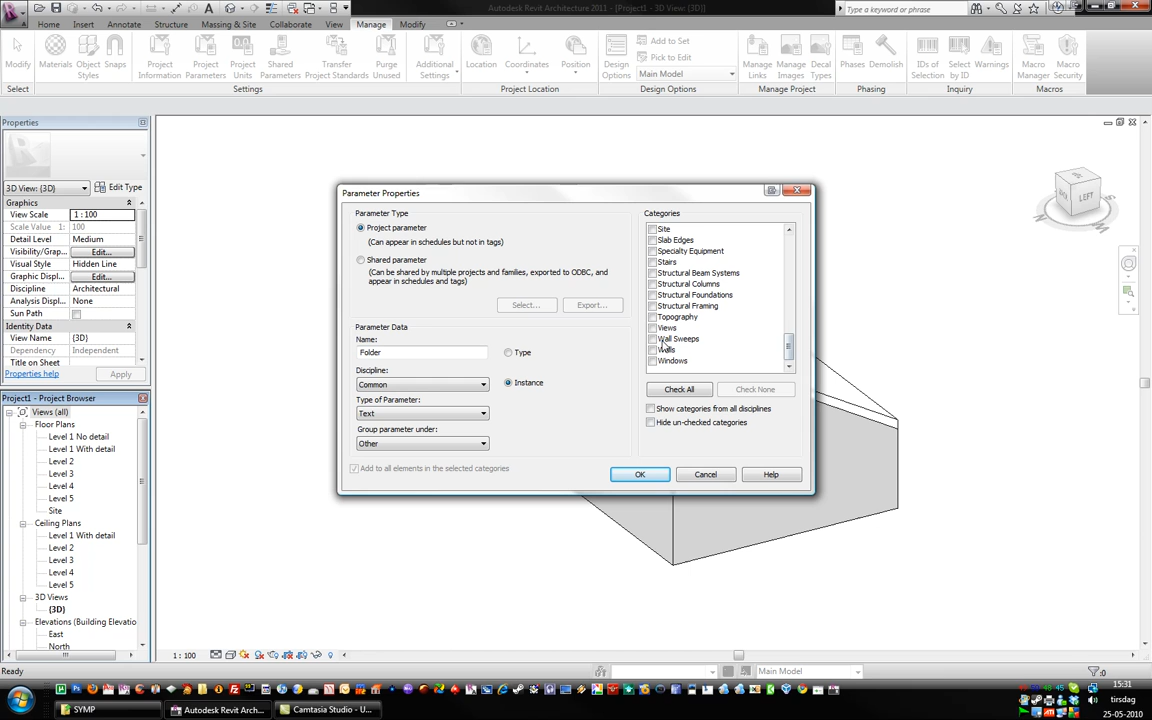 Autodesk Revit Architecture 2011 - [Project1 - 3D View: {3D}]
Type a keyword or phrase
Home Insert Annotate Structure Massing & Site Collaborate View Manage Modify
Modify
Materials
Object Styles
Snaps
Project Information
Project Parameters
Project Units
Shared Parameters
Transfer Project Standards
Purge Unused
Additional Settings
Location
Coordinates
Position
Design Options
Add to Set
Pick to Edit
Main Model
Manage Links
Manage Images
Decal Types
Phases
Demolish
IDs of Selection
Select by ID
Warnings
Macro Manager
Macro Security
Select
Settings
Project Location
Design Options
Manage Project
Phasing
Inquiry
Macros
Properties
3D View: {3D}
Edit Type
Graphics
View Scale 1 : 100
Scale Value 1: 100
Detail Level Medium
Visibility/Grap... Edit...
Visual Style Hidden Line
Graphic Displ... Edit...
Discipline Architectural
Analysis Displ... None
Sun Path
Identity Data
View Name {3D}
Dependency Independent
Title on Sheet
Properties help
Apply
Project1 - Project Browser
Views (all)
Floor Plans
Level 1 No detail
Level 1 With detail
Level 2
Level 3
Level 4
Level 5
Site
Ceiling Plans
Level 1 With detail
Level 2
Level 3
Level 4
Level 5
3D Views
{3D}
Elevations (Building Elevatio
East
North
Parameter Properties
Parameter Type
Project parameter
(Can appear in schedules but not in tags)
Shared parameter
(Can be shared by multiple projects and families, exported to ODBC, and
appear in schedules and tags)
Select...
Export...
Parameter Data
Name:
Folder
Type
Discipline:
Common
Instance
Type of Parameter:
Text
Group parameter under:
Other
Add to all elements in the selected categories
Categories
Site
Slab Edges
Specialty Equipment
Stairs
Structural Beam Systems
Structural Columns
Structural Foundations
Structural Framing
Topography
Views
Wall Sweeps
Walls
Windows
Check All
Check None
Show categories from all disciplines
Hide un-checked categories
OK
Cancel
Help
LEFT
1 : 100
Ready
Main Model
:0
SYMP
Autodesk Revit Arch...
Camtasia Studio - U...
15:31
tirsdag
25-05-2010